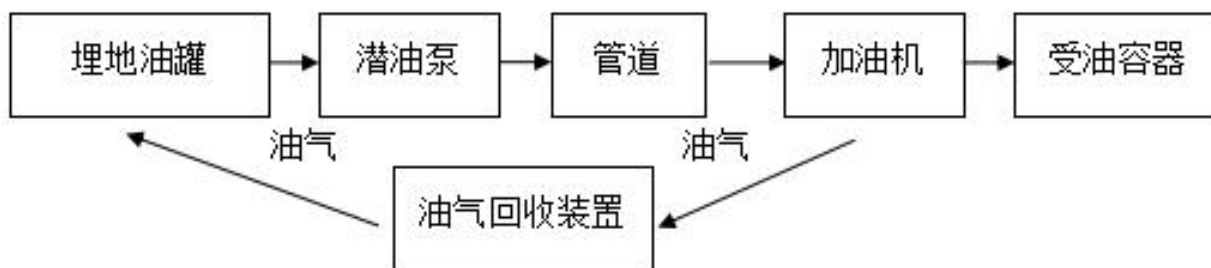 埋地油罐
潜油泵
管道
加油机
受油容器
油气
油气
油气回收装置